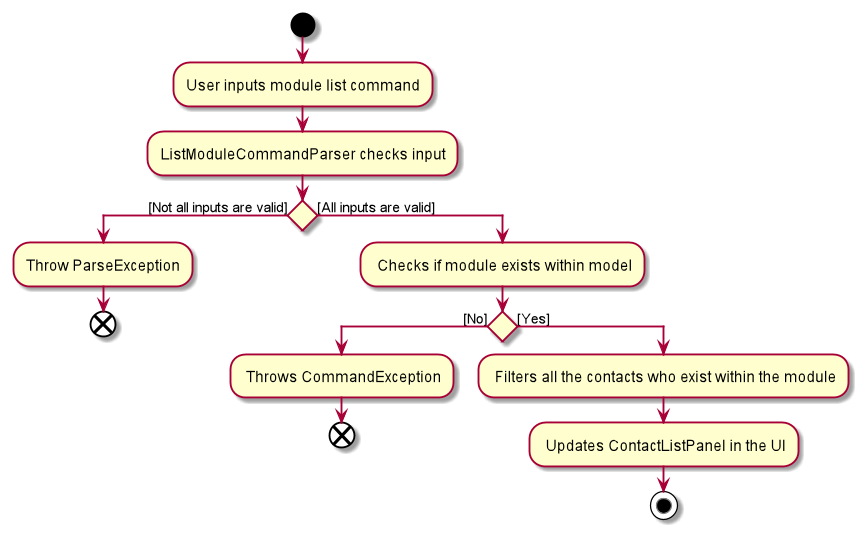 User inputs module list command
ListModuleCommandParser checks input
[Not all inputs are valid]
[All inputs are valid]
Throw ParseException
Checks if module exists within model
[No]
[Yes]
Throws CommandException
Filters all the contacts who exist within the module
Updates ContactListPanel in the UI